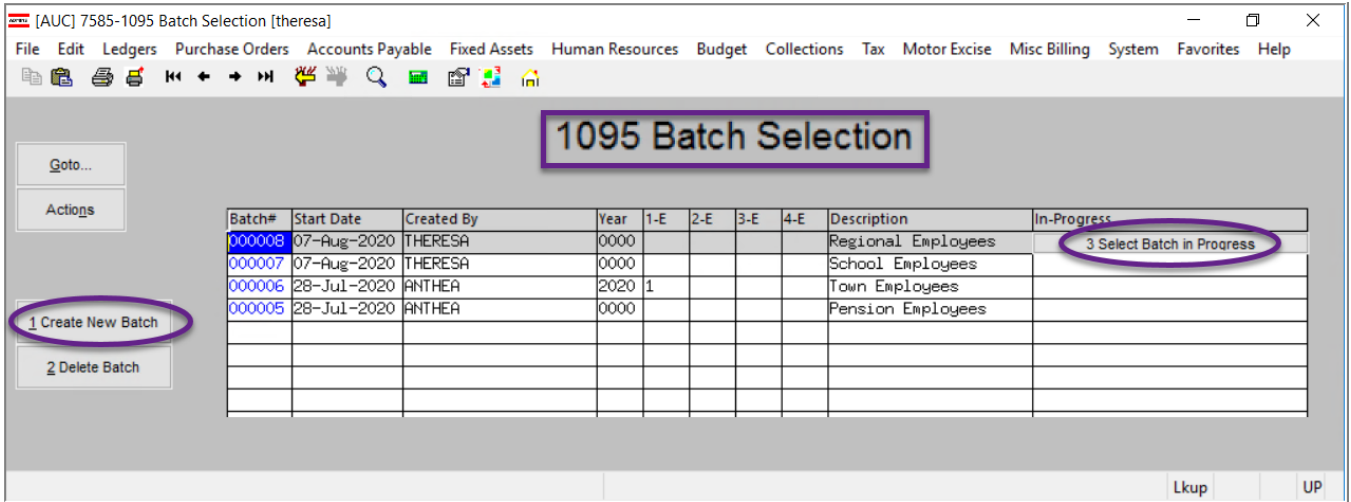 [AUC] 7585-1095 Batch Selection [theresa]
File Edit Ledgers Purchase Orders Accounts Payable Fixed Assets Human Resources Budget Collections Tax Motor Excise Misc Billing System Favorites Help
1095 Batch Selection
Goto...
Actions
Batch# Start Date Created By Year 1-E 2-E 3-E 4-E Description In-Progress
000008 07-Aug-2020 THERESA 0000 Regional Employees 3 Select Batch in Progress
000007 07-Aug-2020 THERESA 0000 School Employees
000006 28-Jul-2020 ANTHEA 2020 1 Town Employees
000005 28-Jul-2020 ANTHEA 0000 Pension Employees
1 Create New Batch
2 Delete Batch
Lkup UP